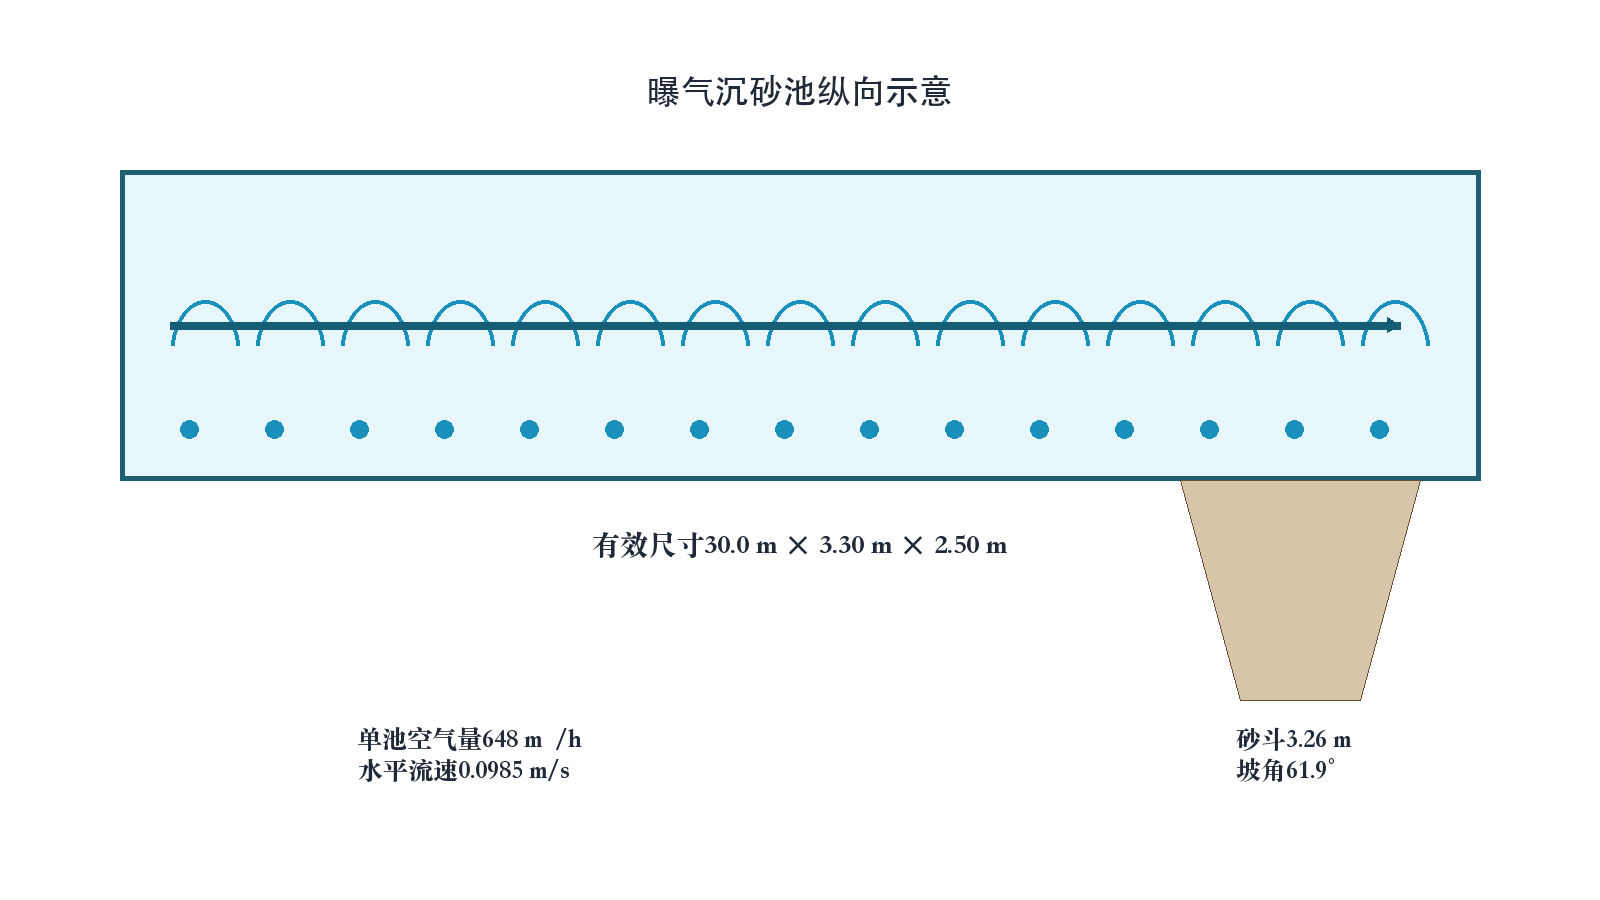 曝气沉砂池纵向示意
有效尺寸30.0 m × 3.30 m × 2.50 m
单池空气量648 m /h
水平流速0.0985 m/s
砂斗3.26 m
坡角61.9°